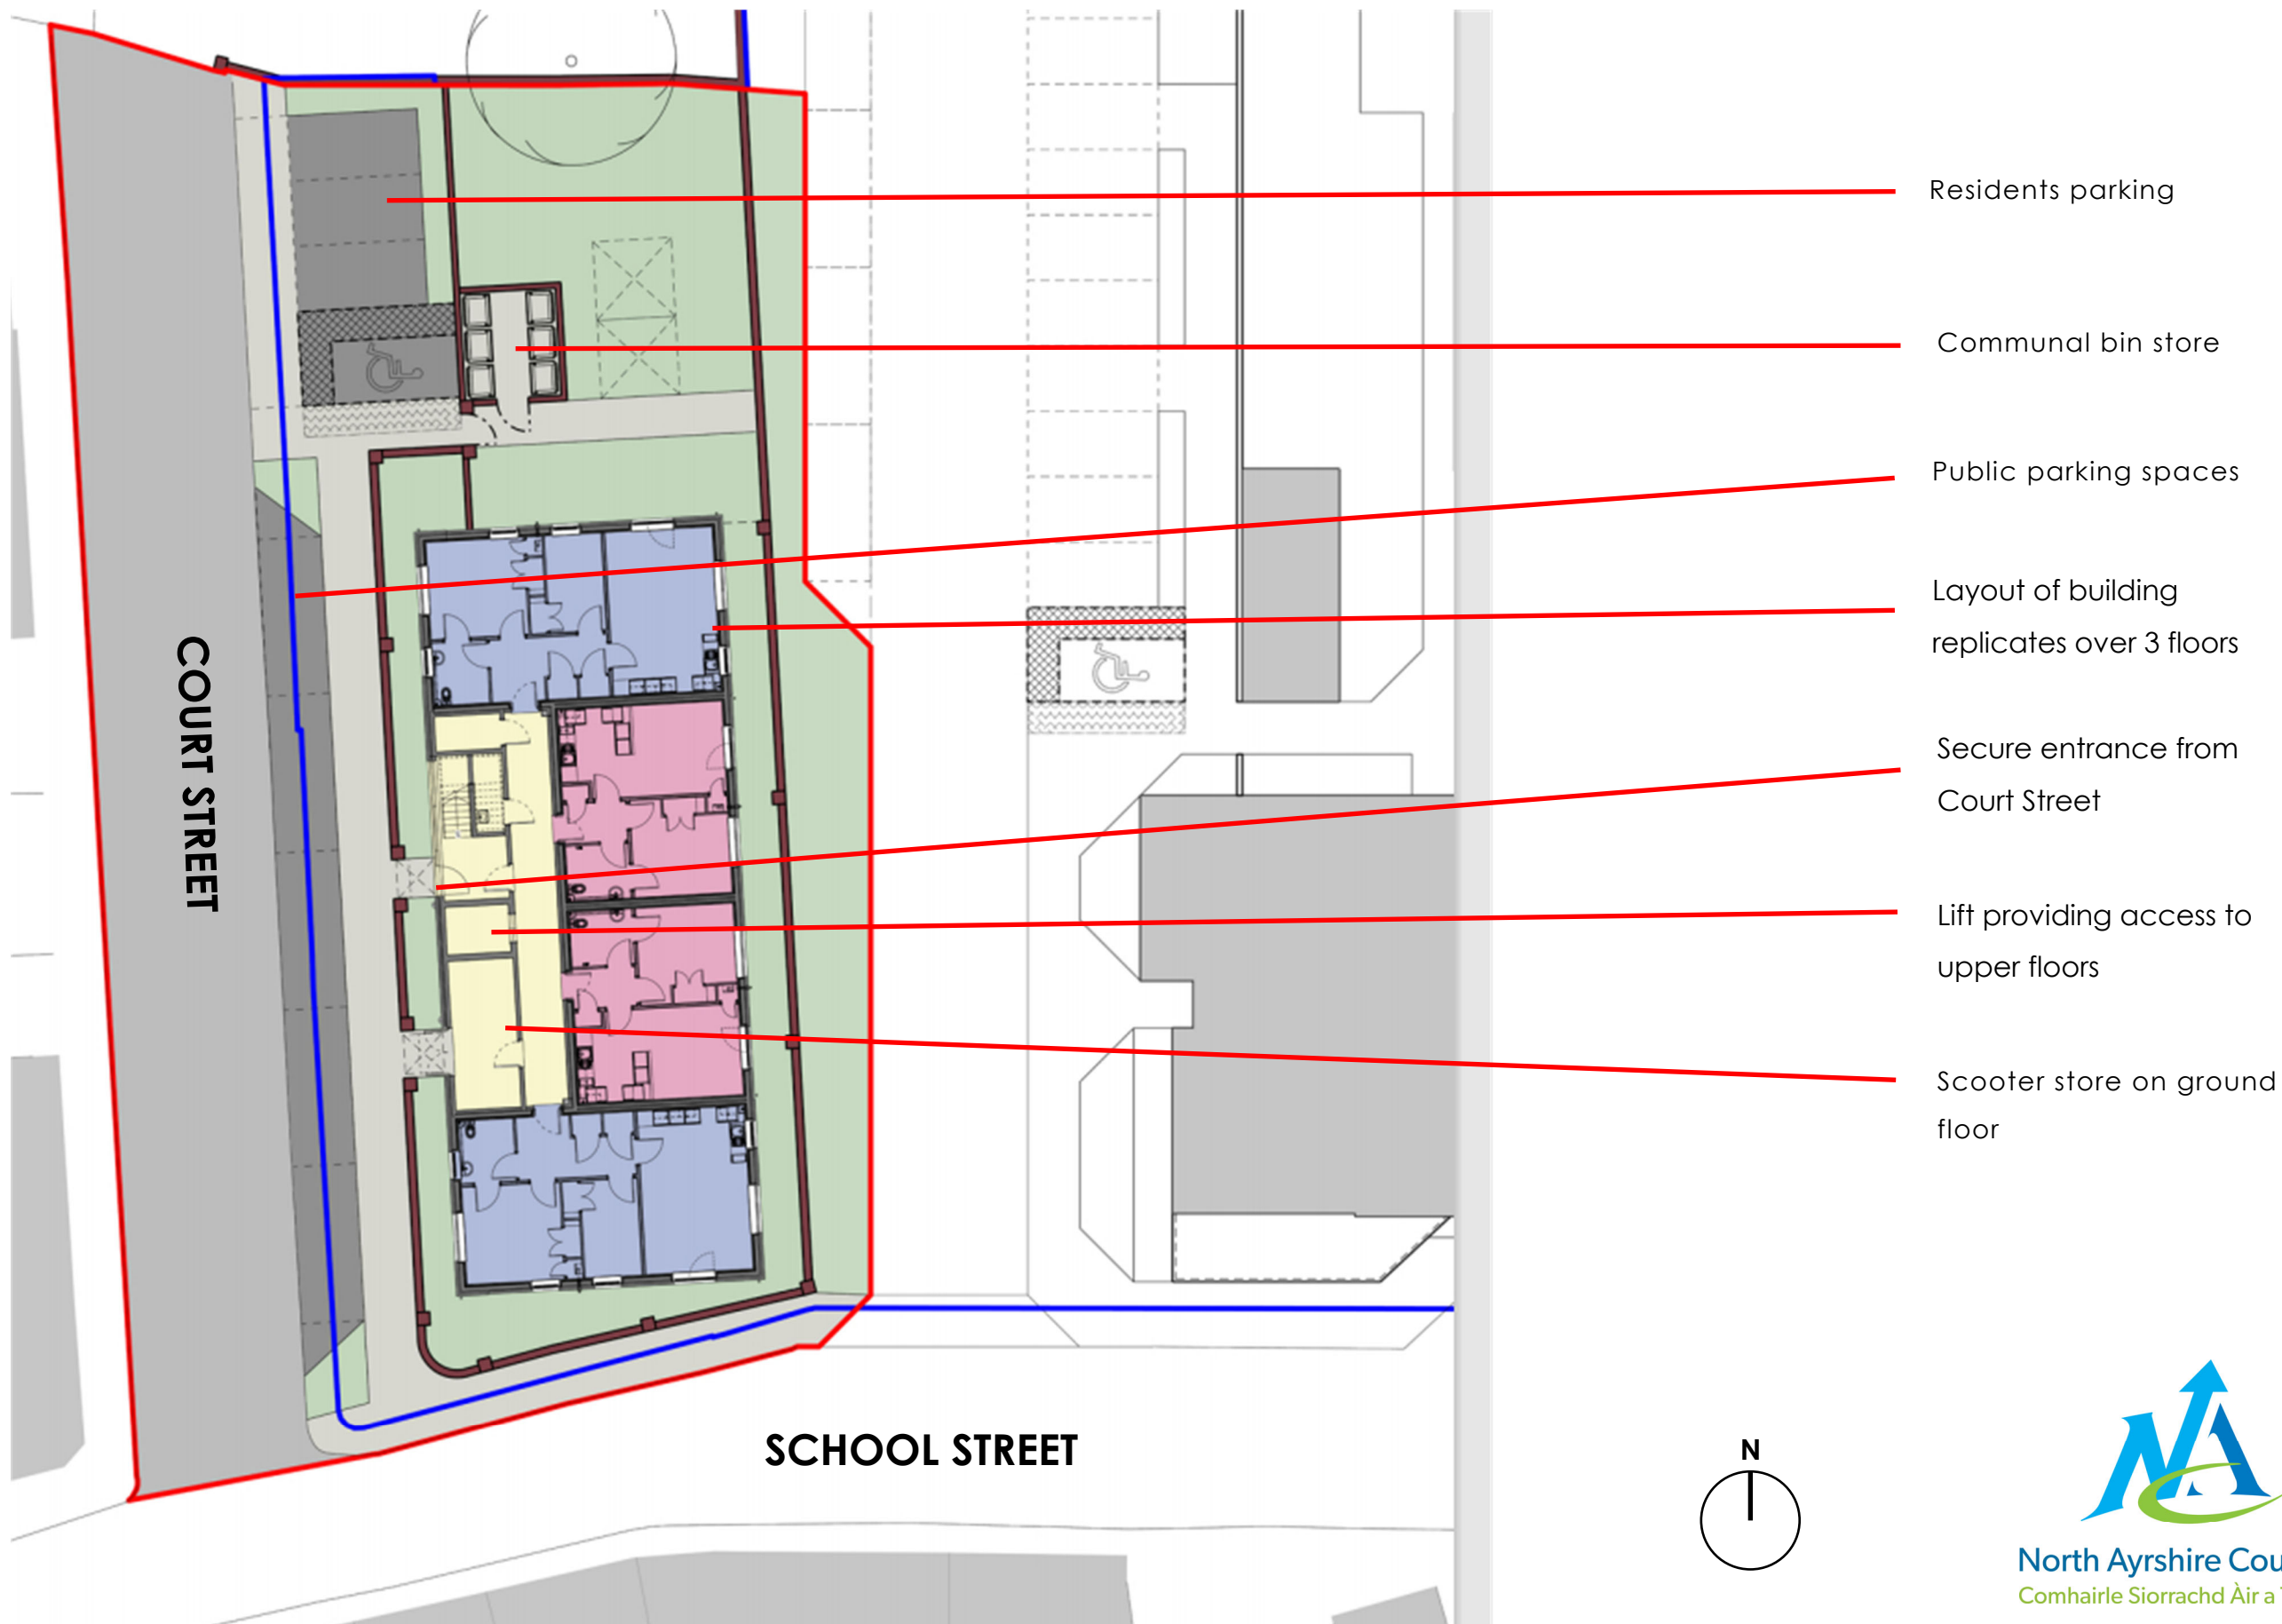 Residents parking
Communal bin store
Public parking spaces
Layout of building
replicates over 3 floors
Secure entrance from
Court Street
Lift providing access to
upper floors
Scooter store on ground
floor
COURT STREET
SCHOOL STREET
N
North Ayrshire Cou
Comhairle Siorrachd Àir a